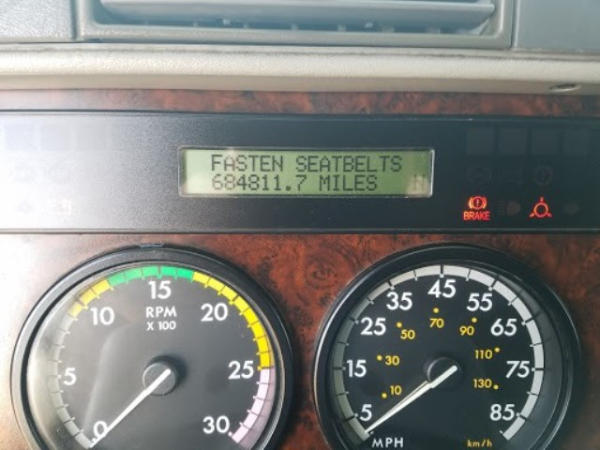 FASTEN SEATBELTS
684811.7 MILES
BRAKE
0 5 10 15 20 25 30
RPM
X 100
5 15 25 35 45 55 65 75 85
10 30 50 70 90 110 130
MPH
km/h